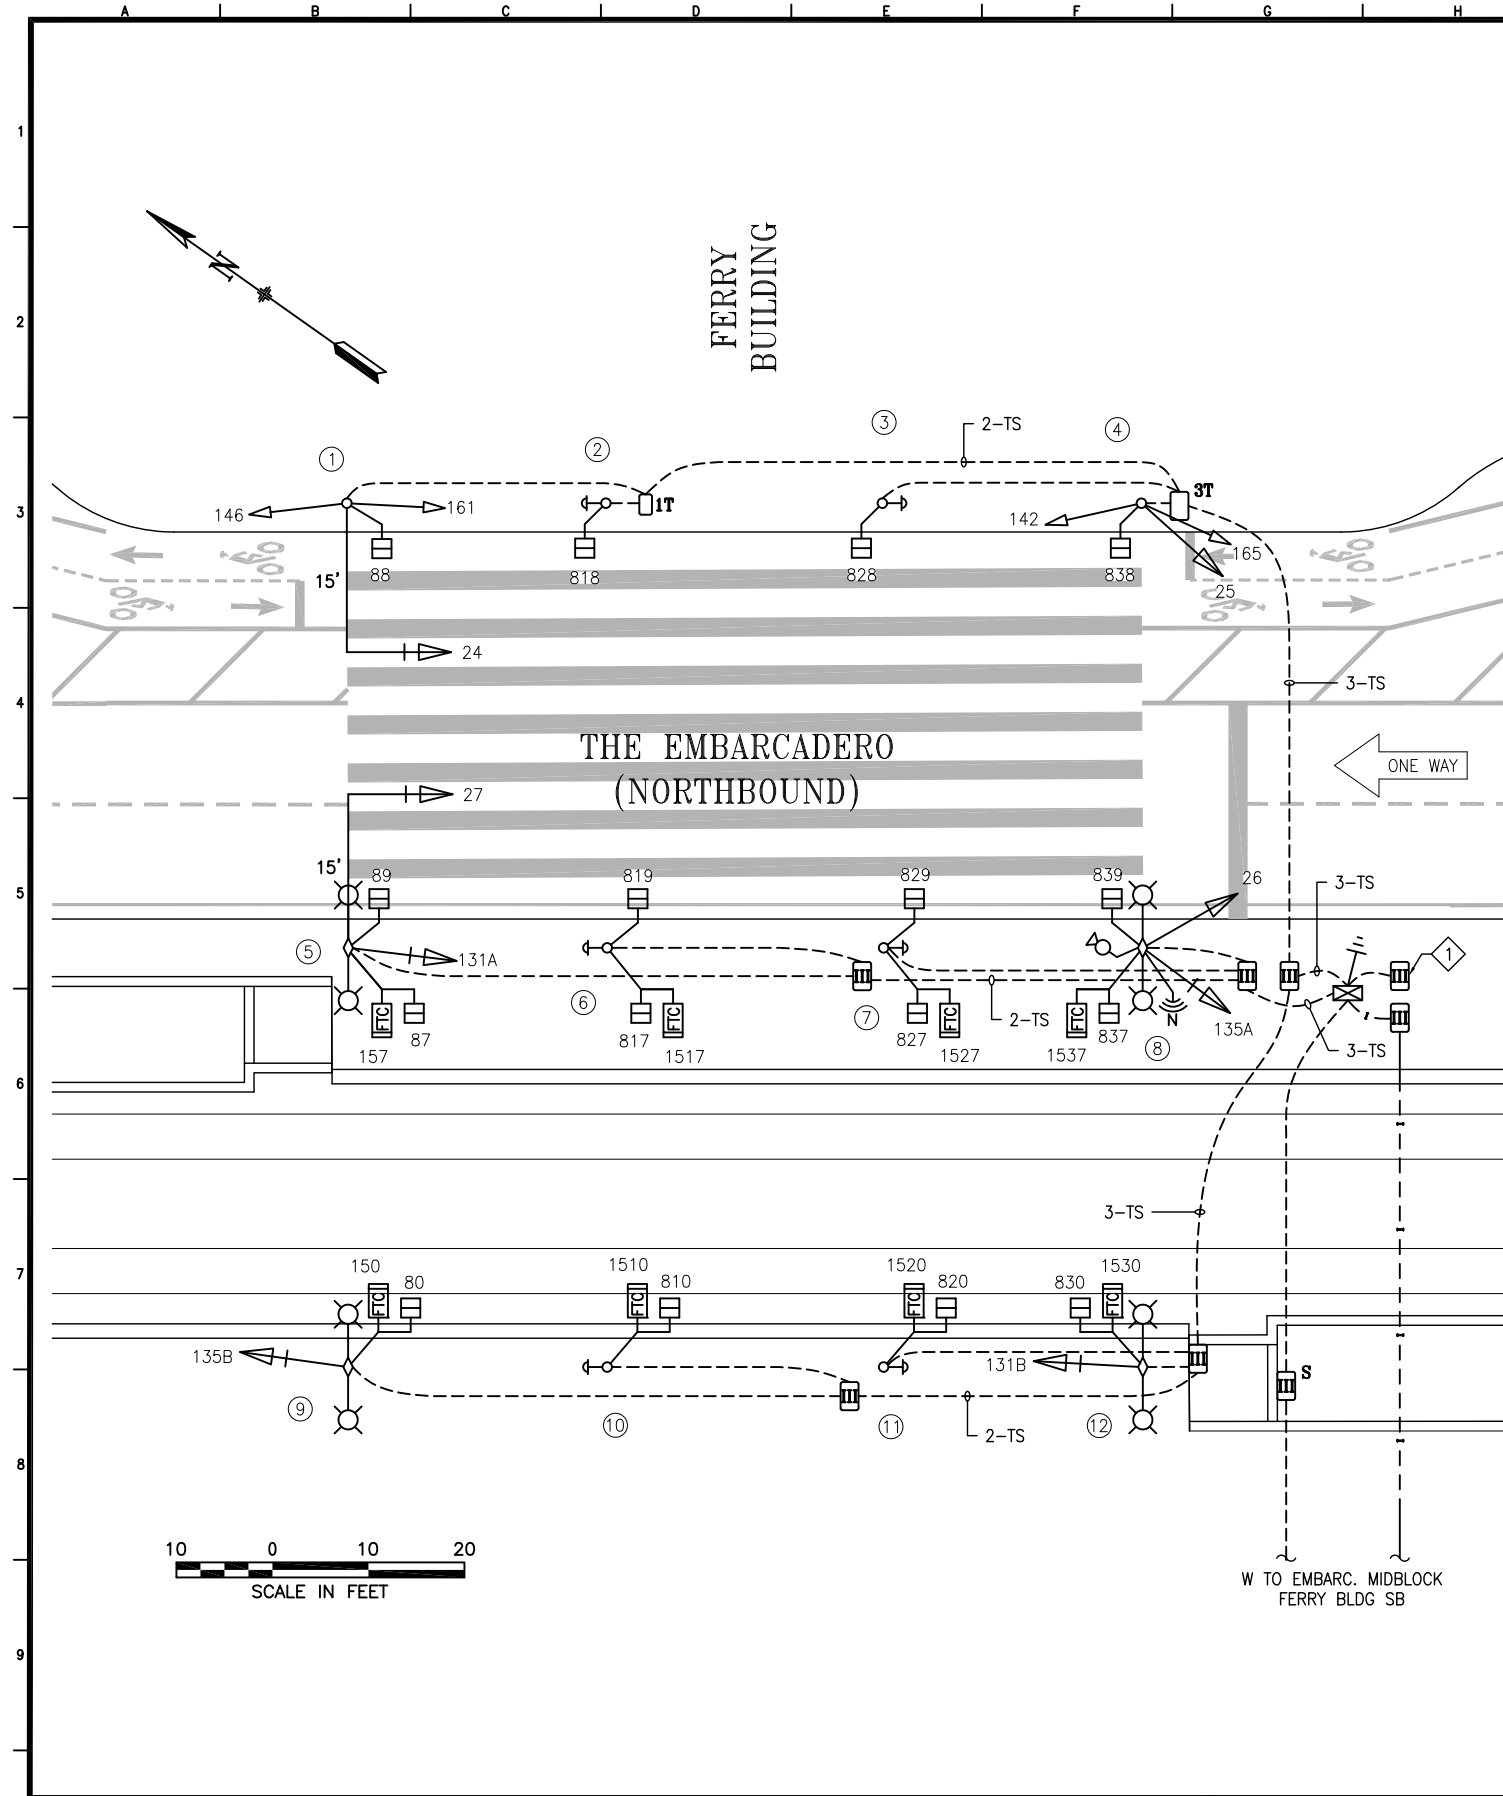 A B C D E F G H
1
2
3
4
5
6
7
8
9
N
FERRY
BUILDING
1
2
3
4
2-TS
146
161
1T
3T
142
165
25
88
818
828
838
15'
24
3-TS
THE EMBARCADERO
(NORTHBOUND)
ONE WAY
27
15'
89
819
829
839
26
3-TS
5
131A
6
7
8
1
FTC
157
87
817
FTC
1517
827
FTC
1527
2-TS
FTC
1537
837
N
135A
3-TS
3-TS
150
80
1510
810
1520
820
830
1530
FTC
FTC
FTC
FTC
135B
131B
S
9
10
11
12
2-TS
10 0 10 20
SCALE IN FEET
W TO EMBARC. MIDBLOCK
FERRY BLDG SB